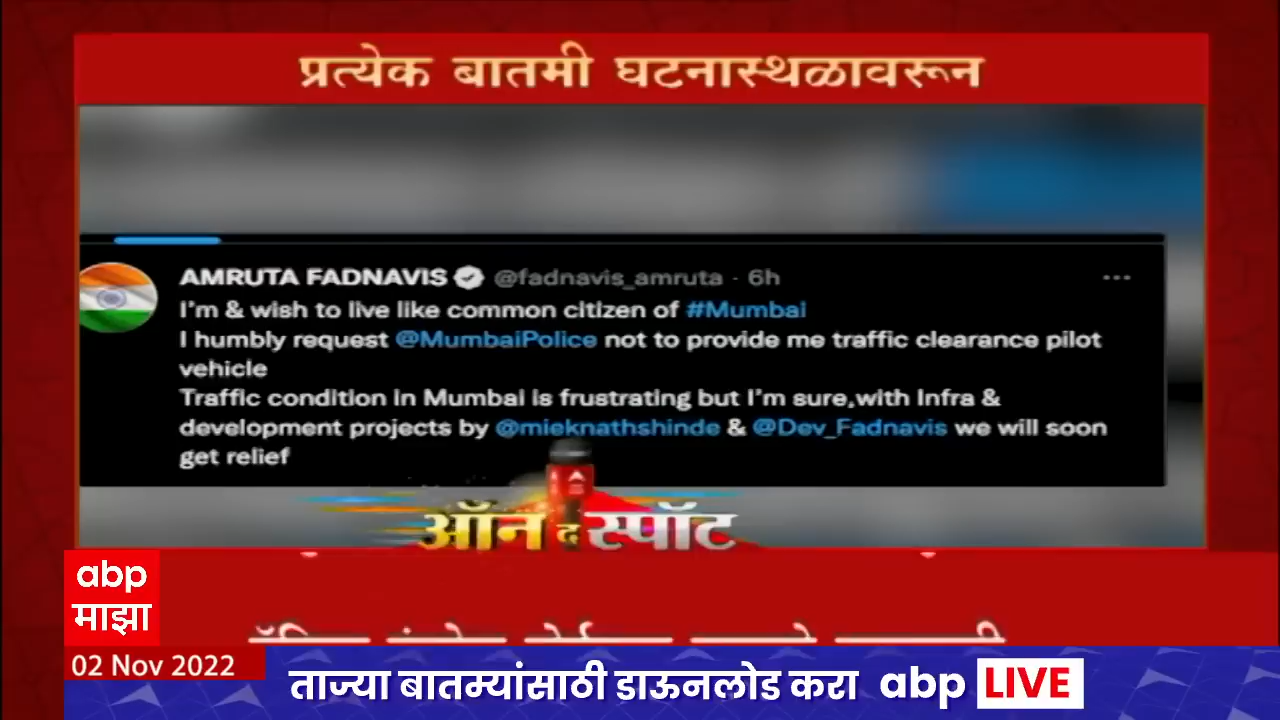 प्रत्येक बातमी घटनास्थळावरून
AMRUTA FADNAVIS @fadnavis_amruta · 6h
I'm & wish to live like common citizen of #Mumbai
I humbly request @MumbaiPolice not to provide me traffic clearance pilot
vehicle
Traffic condition in Mumbai is frustrating but I'm sure,with Infra &
development projects by @mieknathshinde & @Dev_Fadnavis we will soon
get relief
ऑन द स्पॉट
abp
माझा
02 Nov 2022
ताज्या बातम्यांसाठी डाऊनलोड करा abp LIVE